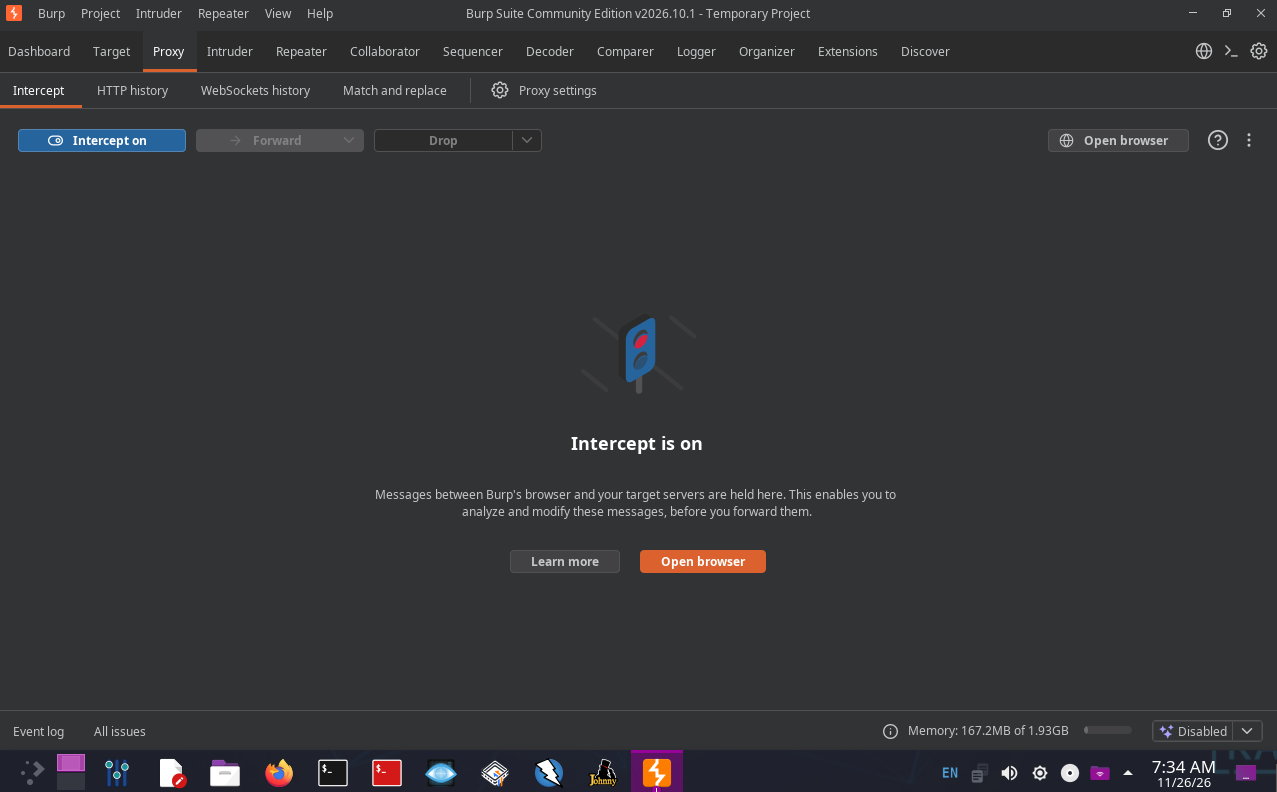 Burp Project Intruder Repeater View Help Burp Suite Community Edition v2026.10.1 - Temporary Project
Dashboard Target Proxy Intruder Repeater Collaborator Sequencer Decoder Comparer Logger Organizer Extensions Discover
Intercept HTTP history WebSockets history Match and replace Proxy settings
Intercept on Forward Drop Open browser
Intercept is on
Messages between Burp's browser and your target servers are held here. This enables you to
analyze and modify these messages, before you forward them.
Learn more Open browser
Event log All issues Memory: 167.2MB of 1.93GB Disabled
$_ $_ Johnny EN 7:34 AM
11/26/26